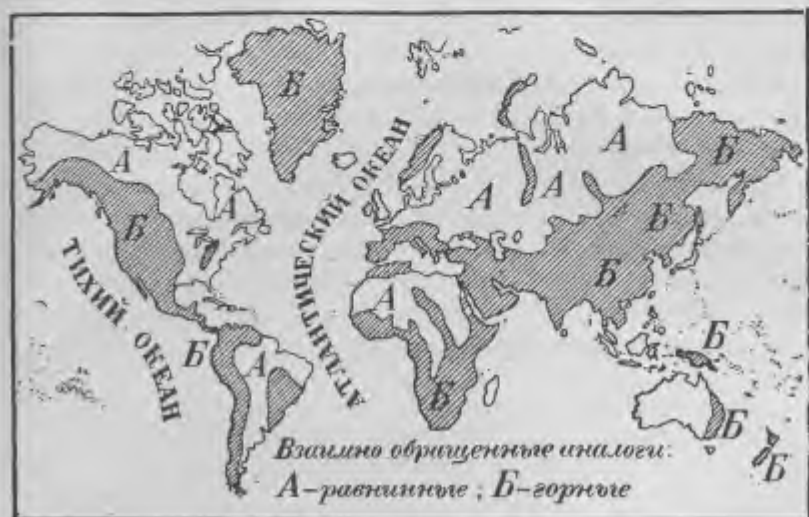 Б
А
А
Б
А
А
А
А
Б
Б
ТИХИЙ ОКЕАН
АТЛАНТИЧЕСКИЙ ОКЕАН
Б
А
Б
Б
А
Б
Б
Б
Взаимно обращенные аналоги:
А–равнинные ; Б–горные